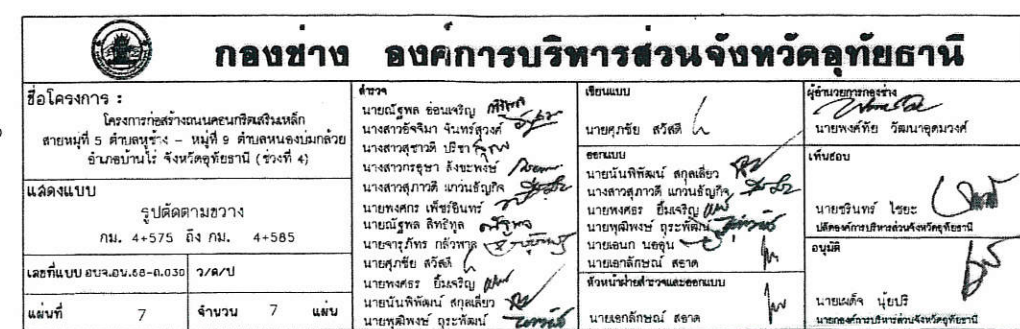 กองช่าง องค์การบริหารส่วนจังหวัดอุทัยธานี
ชื่อโครงการ :
โครงการก่อสร้างถนนคอนกรีตเสริมเหล็ก
สายหมู่ที่ 5 ตำบลหูช้าง - หมู่ที่ 9 ตำบลหนองบ่มกล้วย
อำเภอบ้านไร่ จังหวัดอุทัยธานี (ช่วงที่ 4)
แสดงแบบ
รูปตัดตามขวาง
กม. 4+575 ถึง กม. 4+585
เลขที่แบบ อบจ.อน.68-ถ.030 ว/ด/ป
แผ่นที่ 7 จำนวน 7 แผ่น
สำรวจ
นายณัฐพล อ่อนเจริญ
นางสาวอัจจิมา จันทร์สุวงศ์
นางสาวสุชาวดี ปรีชา
นางสาวกรอุษา สังขะพงษ์
นางสาวสุภาวดี แกว่นธัญกิจ
นายพงศกร เพ็ชรอินทร์
นายณัฐพล สิทธิทูล
นายจารุภัทร กลัวพาล
นายศุภชัย สวัสดี
นายพงศธร ยิ้มเจริญ
นายนันพิพัฒน์ สกุลเสี่ยว
นายพุฒิพงษ์ ถุระพัฒน์
เขียนแบบ
นายศุภชัย สวัสดี
ออกแบบ
นายนันพิพัฒน์ สกุลเสี่ยว
นางสาวสุภาวดี แกว่นธัญกิจ
นายพงศธร ยิ้มเจริญ
นายพุฒิพงษ์ ถุระพัฒน์
นายเอนก นออุ่น
นายเอกลักษณ์ สอาด
หัวหน้าฝ่ายสำรวจและออกแบบ
นายเอกลักษณ์ สอาด
ผู้อำนวยการกองช่าง
นายพงศ์ทัย วัฒนาอุดมวงศ์
เห็นชอบ
นายชรินทร์ ไชยะ
ปลัดองค์การบริหารส่วนจังหวัดอุทัยธานี
อนุมัติ
นายเผด็จ นุ้ยปรี
นายกองค์การบริหารส่วนจังหวัดอุทัยธานี